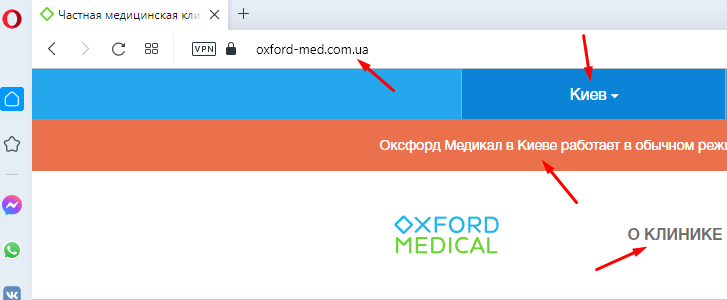 Частная медицинская кли
VPN
oxford-med.com.ua
Киев
Оксфорд Медикал в Киеве работает в обычном реж
OXFORD
MEDICAL
О КЛИНИКЕ